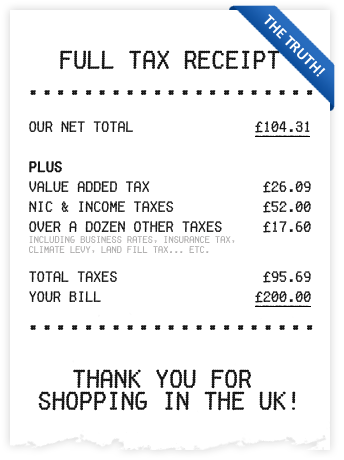 THE TRUTH!
FULL TAX RECEIPT
OUR NET TOTAL £104.31
PLUS
VALUE ADDED TAX £26.09
NIC & INCOME TAXES £52.00
OVER A DOZEN OTHER TAXES £17.60
INCLUDING BUSINESS RATES, INSURANCE TAX,
CLIMATE LEVY, LAND FILL TAX... ETC.
TOTAL TAXES £95.69
YOUR BILL £200.00
THANK YOU FOR
SHOPPING IN THE UK!